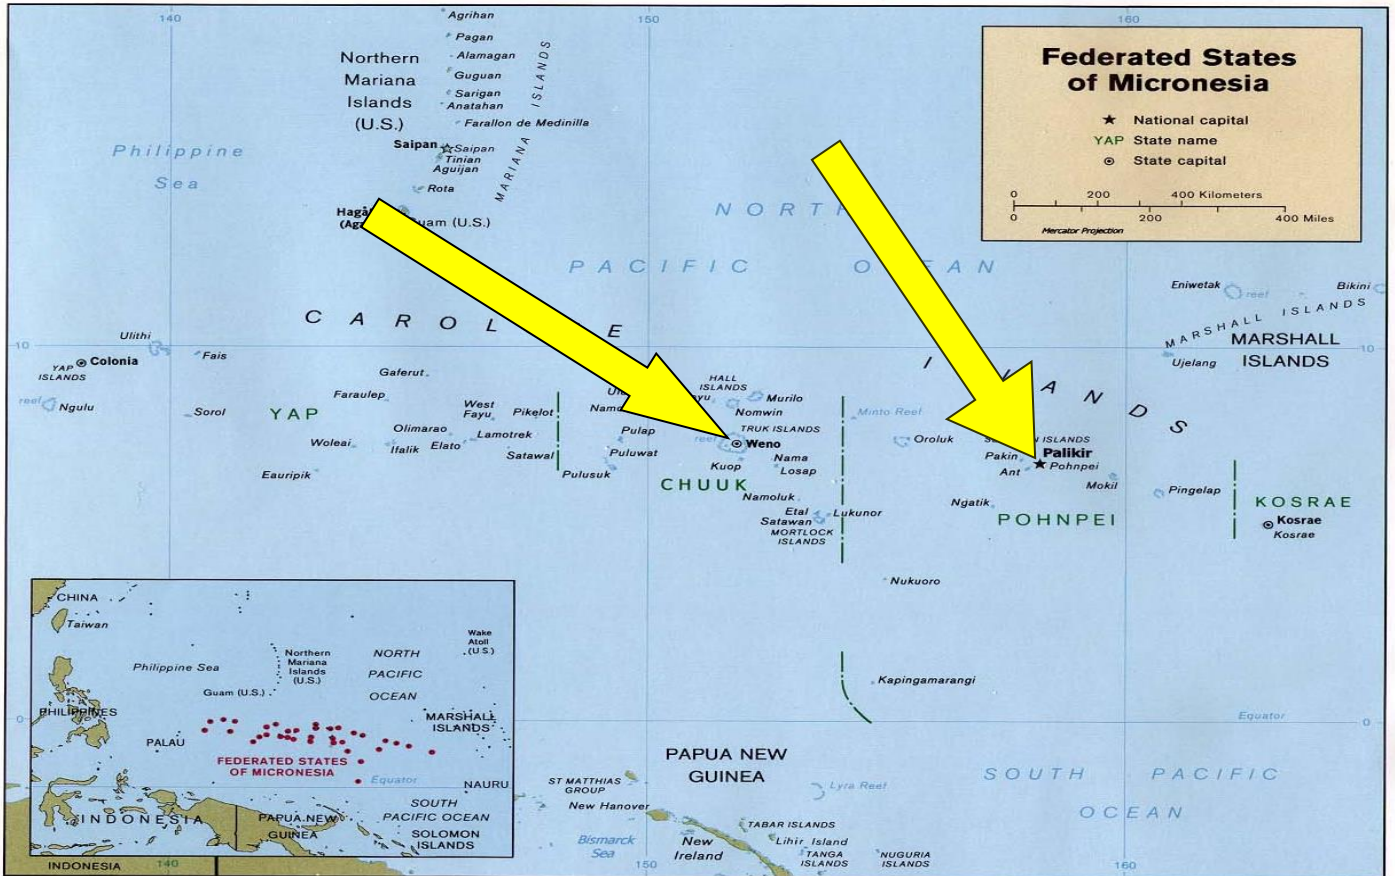 140
150
160
Agrihan
Pagan
Alamagan
Guguan
Sarigan
Anatahan
Farallon de Medinilla
Northern
Mariana
Islands
(U.S.)
MARIANA ISLANDS
Saipan
Saipan
Tinian
Aguijan
Rota
Guam (U.S.)
Philippine
Sea
Federated States
of Micronesia
National capital
YAP State name
State capital
0 200 400 Kilometers
0 200 400 Miles
Mercator Projection
NORTH
PACIFIC OCEAN
CAROLINE ISLANDS
Eniwetak
reef
Bikini
MARSHALL ISLANDS
MARSHALL
ISLANDS
Ujelang
10
10
Ulithi
Colonia
YAP
ISLANDS
Fais
reef
Ngulu
Sorol
YAP
Gaferut
Faraulep
West
Fayu
Pikelot
Olimarao
Lamotrek
Woleai
Ifalik
Elato
Satawal
Eauripik
Pulap
Puluwat
Pulusuk
HALL
ISLANDS
Murilo
Nomwin
TRUK ISLANDS
reef
Weno
Kuop
Nama
Losap
CHUUK
Namoluk
Etal
Lukunor
Satawan
MORTLOCK
ISLANDS
Minto Reef
Oroluk
ISLANDS
Palikir
Pakin
Ant
Pohnpei
Mokil
Ngatik
Pingelap
POHNPEI
KOSRAE
Kosrae
Kosrae
Nukuoro
Kapingamarangi
Equator
0
0
PAPUA NEW
GUINEA
SOUTH PACIFIC
OCEAN
ST MATTHIAS
GROUP
New Hanover
Lyra Reef
Bismarck
Sea
New
Ireland
TABAR ISLANDS
Lihir Island
TANGA
ISLANDS
NUGURIA
ISLANDS
CHINA
Taiwan
Philippine Sea
Northern
Mariana
Islands
(U.S.)
Guam (U.S.)
NORTH
PACIFIC
OCEAN
Wake
Atoll
(U.S.)
PHILIPPINES
MARSHALL
ISLANDS
PALAU
FEDERATED STATES
OF MICRONESIA
Equator
NAURU
SOUTH
PACIFIC OCEAN
INDONESIA
PAPUA NEW
GUINEA
SOLOMON
ISLANDS
INDONESIA
140
150
160